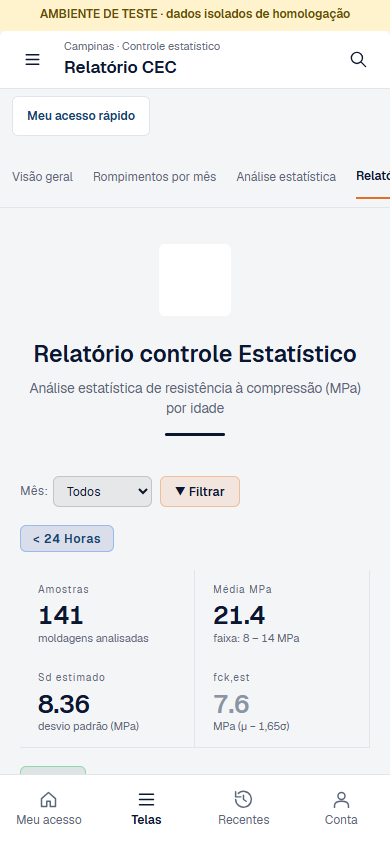 AMBIENTE DE TESTE · dados isolados de homologação
Campinas · Controle estatístico
Relatório CEC
Meu acesso rápido
Visão geral Rompimentos por mês Análise estatística Relató
Relatório controle Estatístico
Análise estatística de resistência à compressão (MPa)
por idade
Mês: Todos ▼ Filtrar
< 24 Horas
Amostras
141
moldagens analisadas
Média MPa
21.4
faixa: 8 – 14 MPa
Sd estimado
8.36
desvio padrão (MPa)
fck,est
7.6
MPa (μ – 1,65σ)
Meu acesso Telas Recentes Conta